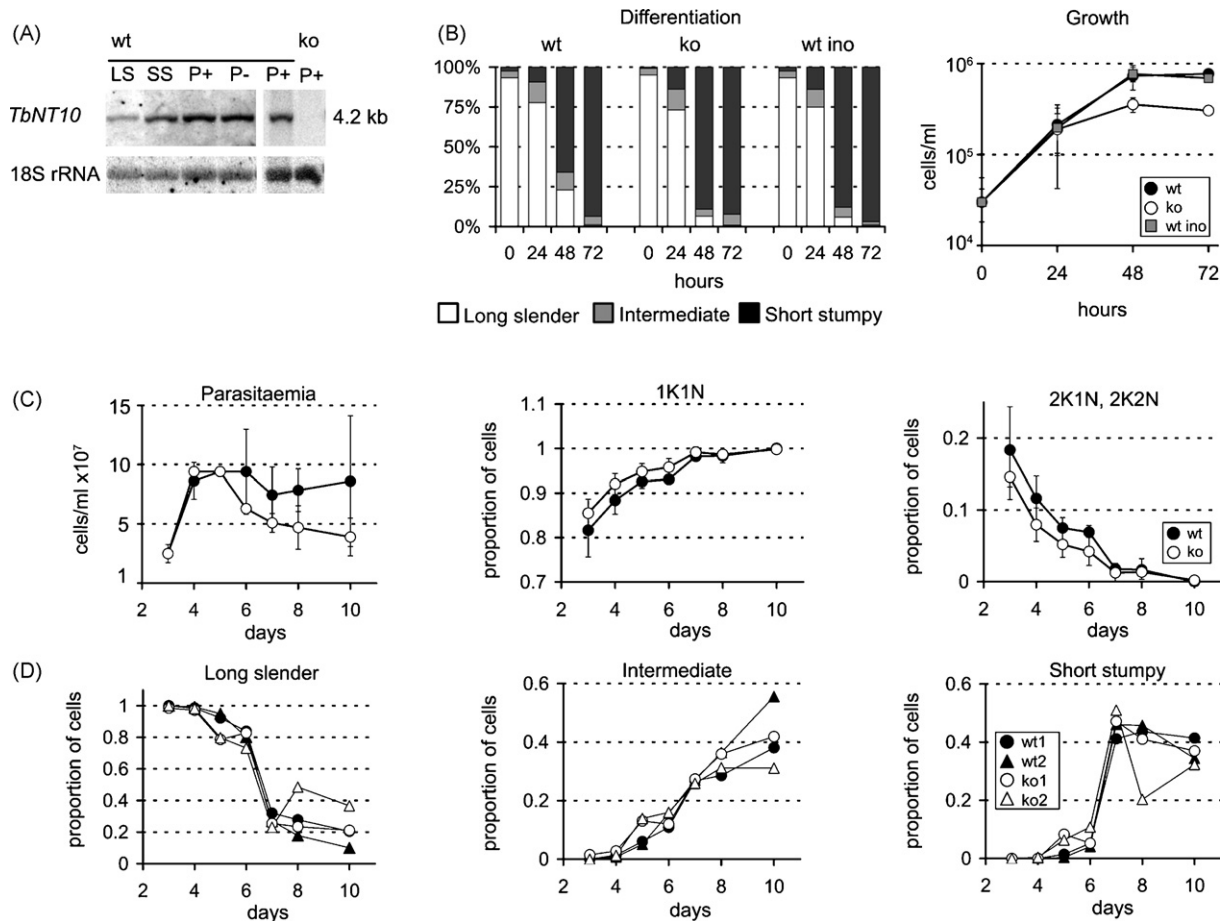 (A)
wt ko
LS SS P+ P- P+ P+
TbNT10 4.2 kb
18S rRNA
(B)
Differentiation
wt ko wt ino
100%
75%
50%
25%
0%
0 24 48 72 0 24 48 72 0 24 48 72
hours
Long slender Intermediate Short stumpy
Growth
cells/ml
10⁶
10⁵
10⁴
wt
ko
wt ino
0 24 48 72
hours
(C)
Parasitaemia
cells/ml x10⁷
15
10
5
1
2 4 6 8 10
days
1K1N
proportion of cells
1.1
1
0.9
0.8
0.7
2 4 6 8 10
days
2K1N, 2K2N
proportion of cells
0.2
0.1
0
wt
ko
2 4 6 8 10
days
(D)
Long slender
proportion of cells
1
0.8
0.6
0.4
0.2
0
2 4 6 8 10
days
Intermediate
proportion of cells
0.6
0.4
0.2
0
2 4 6 8 10
days
Short stumpy
proportion of cells
0.6
0.4
0.2
0
wt1
wt2
ko1
ko2
2 4 6 8 10
days